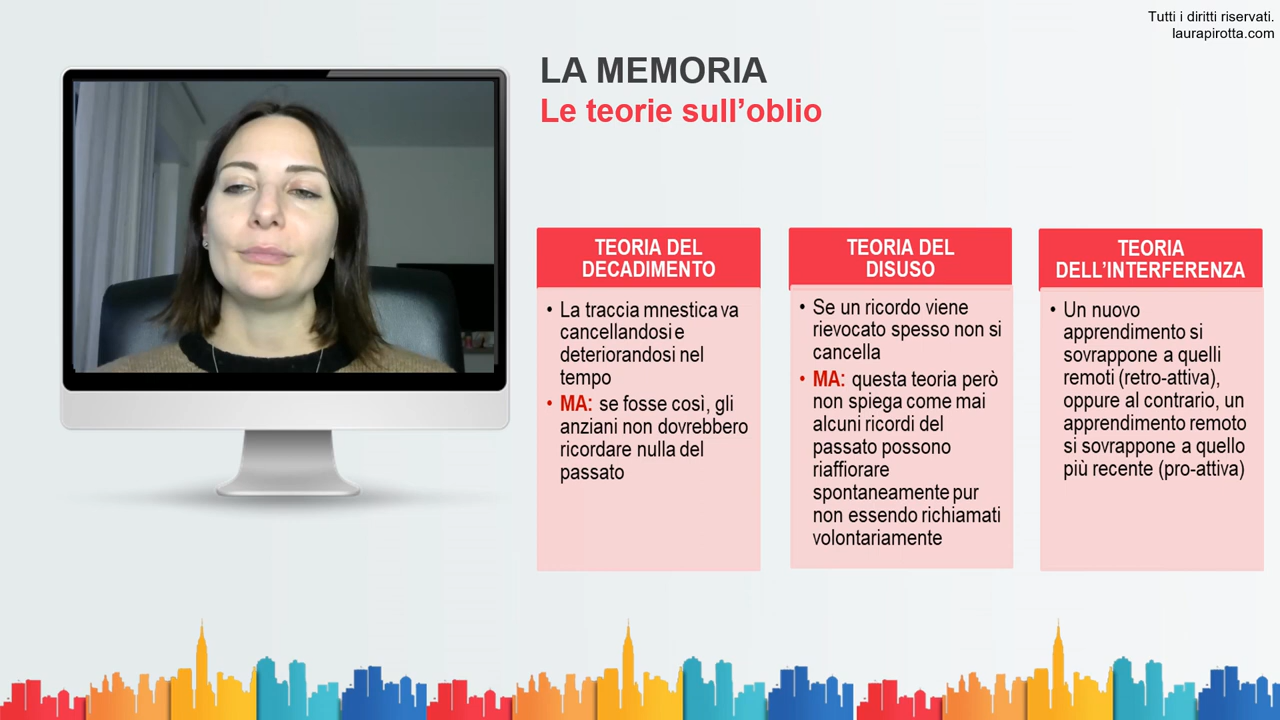 Tutti i diritti riservati.
laurapirotta.com
LA MEMORIA
Le teorie sull’oblio
TEORIA DEL
DECADIMENTO
• La traccia mnestica va
cancellandosi e
deteriorandosi nel
tempo
• MA: se fosse così, gli
anziani non dovrebbero
ricordare nulla del
passato
TEORIA DEL
DISUSO
• Se un ricordo viene
rievocato spesso non si
cancella
• MA: questa teoria però
non spiega come mai
alcuni ricordi del
passato possono
riaffiorare
spontaneamente pur
non essendo richiamati
volontariamente
TEORIA
DELL’INTERFERENZA
• Un nuovo
apprendimento si
sovrappone a quelli
remoti (retro-attiva),
oppure al contrario, un
apprendimento remoto
si sovrappone a quello
più recente (pro-attiva)